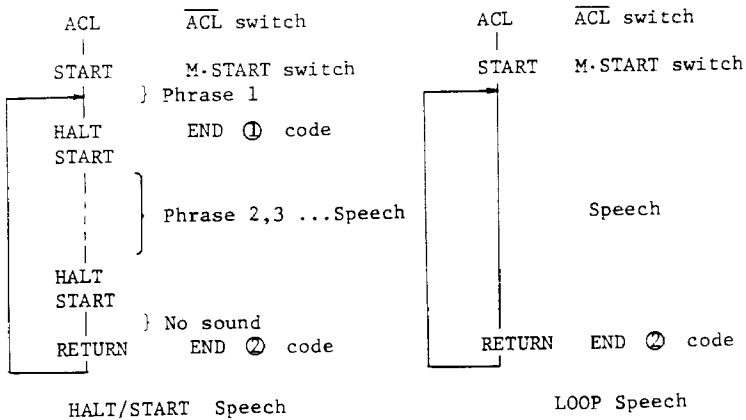 ACL $\overline{ACL}$ switch
START M·START switch
} Phrase 1
HALT END ① code
START
} Phrase 2,3 ...Speech
HALT
START
} No sound
RETURN END ② code
HALT/START Speech
ACL $\overline{ACL}$ switch
START M·START switch
Speech
RETURN END ② code
LOOP Speech